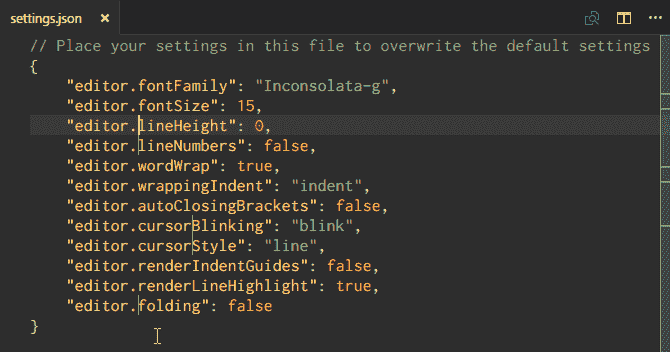 settings.json
// Place your settings in this file to overwrite the default settings
{
    "editor.fontFamily": "Inconsolata-g",
    "editor.fontSize": 15,
    "editor.lineHeight": 0,
    "editor.lineNumbers": false,
    "editor.wordWrap": true,
    "editor.wrappingIndent": "indent",
    "editor.autoClosingBrackets": false,
    "editor.cursorBlinking": "blink",
    "editor.cursorStyle": "line",
    "editor.renderIndentGuides": false,
    "editor.renderLineHighlight": true,
    "editor.folding": false
}